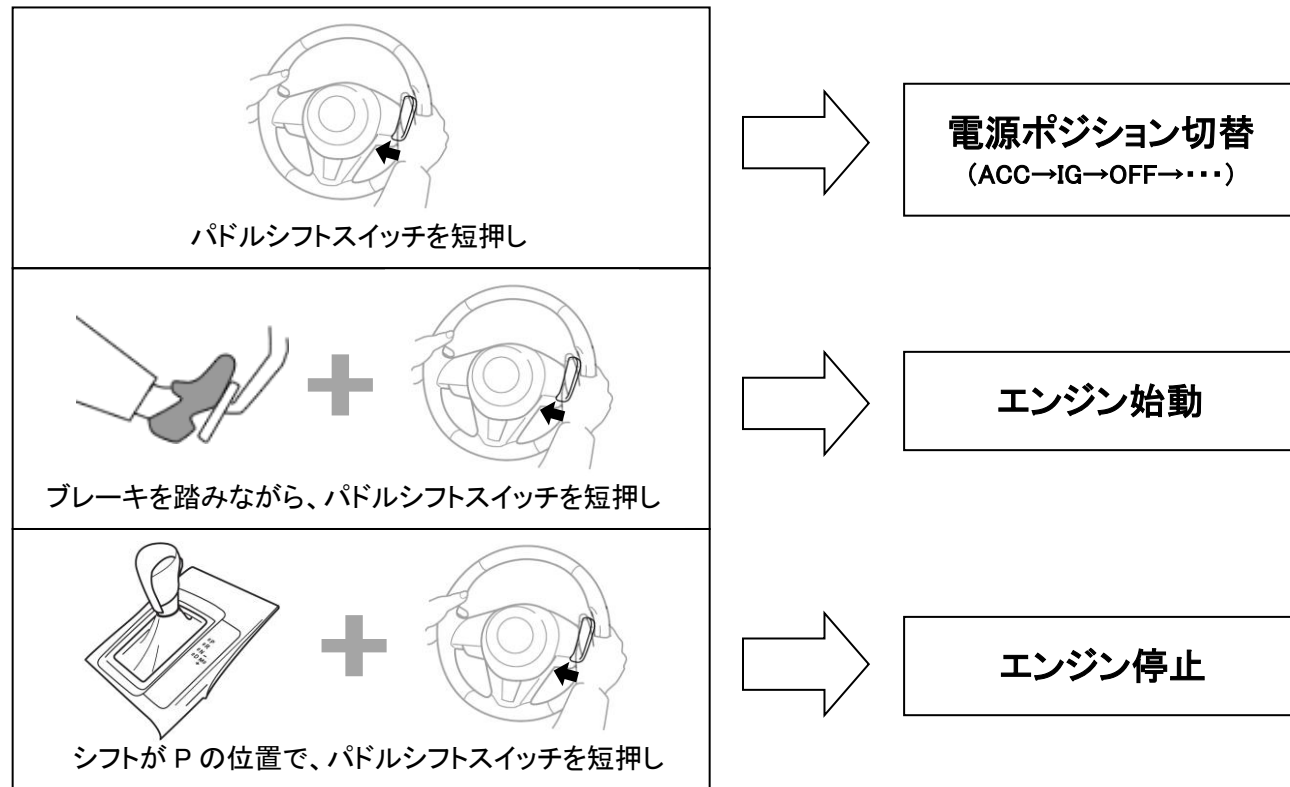 パドルシフトスイッチを短押し
電源ポジション切替
(ACC→IG→OFF→・・・)
ブレーキを踏みながら、パドルシフトスイッチを短押し
エンジン始動
シフトが P の位置で、パドルシフトスイッチを短押し
エンジン停止